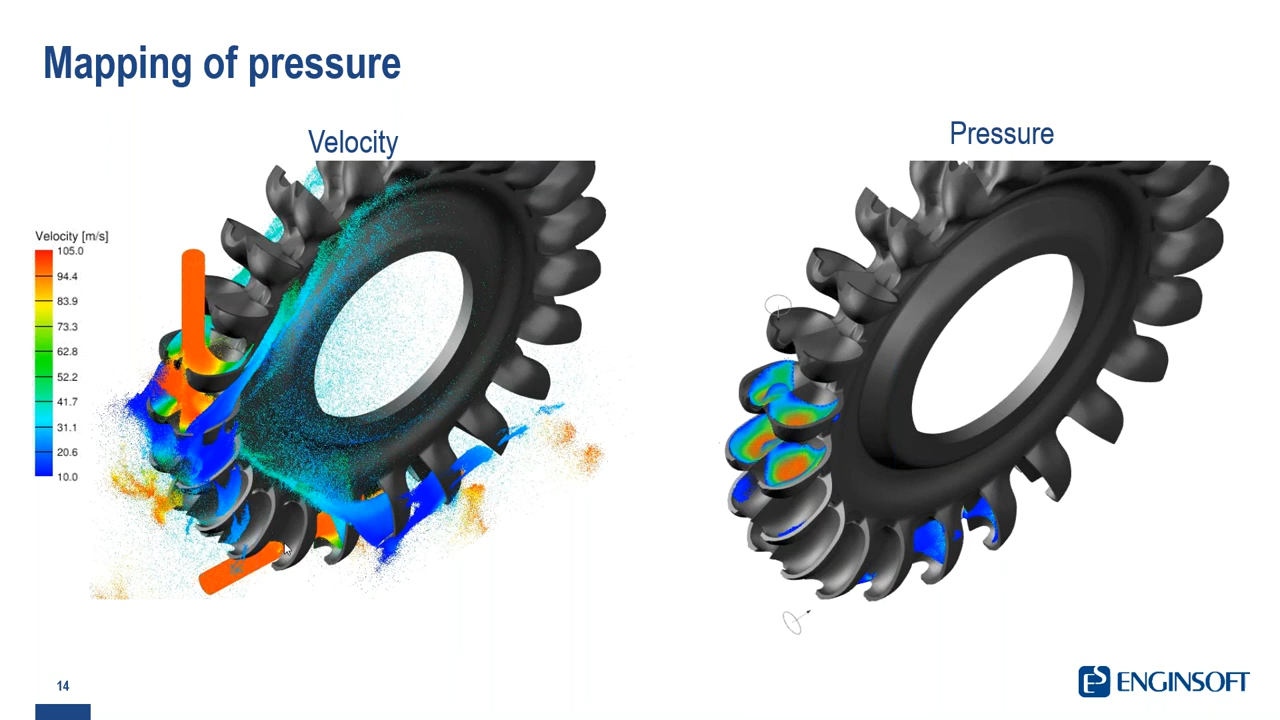 Mapping of pressure
Velocity
Pressure
Velocity [m/s]
105.0
94.4
83.9
73.3
62.8
52.2
41.7
31.1
20.6
10.0
14
ENGINSOFT